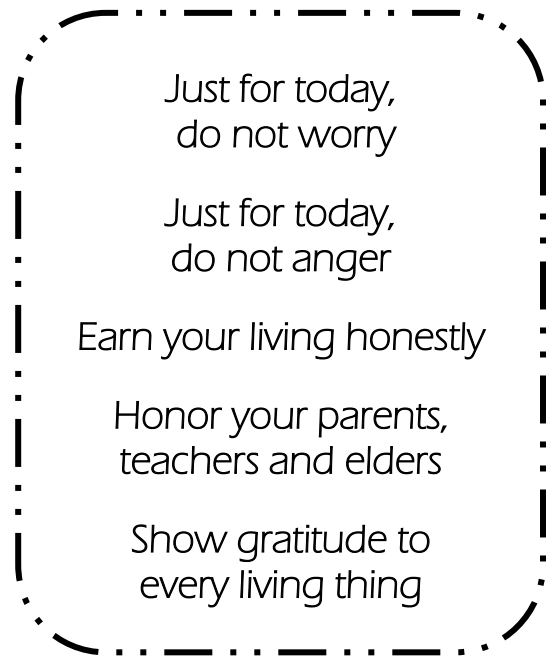 Just for today,
do not worry
Just for today,
do not anger
Earn your living honestly
Honor your parents,
teachers and elders
Show gratitude to
every living thing